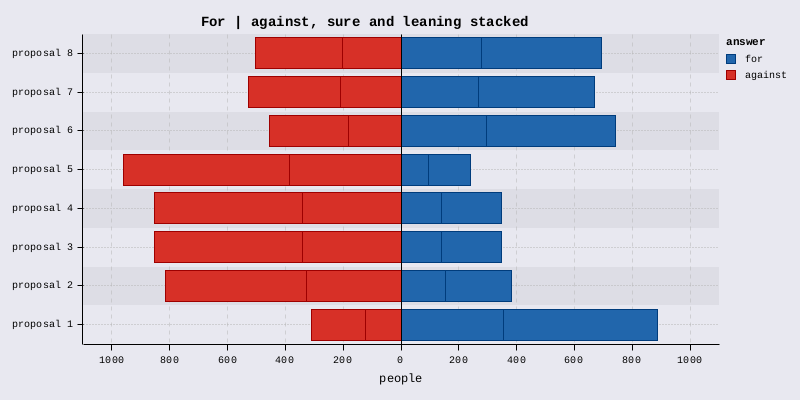 For | against, sure and leaning stacked
answer
for
against
proposal 8
proposal 7
proposal 6
proposal 5
proposal 4
proposal 3
proposal 2
proposal 1
1000 800 600 400 200 0 200 400 600 800 1000
people